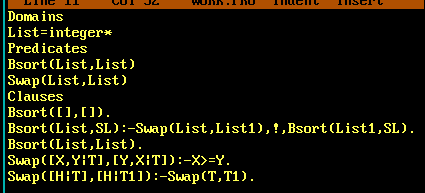 Line 11 Col 32 WORK.PRO Indent Insert
Domains
List=integer*
Predicates
Bsort(List,List)
Swap(List,List)
Clauses
Bsort([],[]).
Bsort(List,SL):-Swap(List,List1),!,Bsort(List1,SL).
Bsort(List,List).
Swap([X,Y¦T],[Y,X¦T]):-X>=Y.
Swap([H¦T],[H¦T1]):-Swap(T,T1).